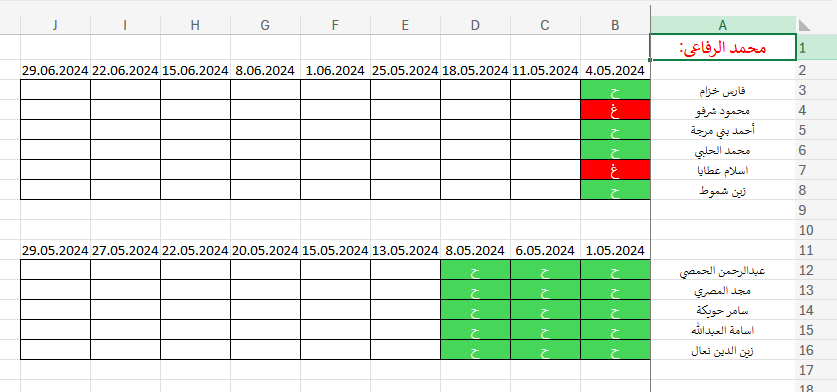 A B C D E F G H I J
1 محمد الرفاعي:
2 4.05.2024 11.05.2024 18.05.2024 25.05.2024 1.06.2024 8.06.2024 15.06.2024 22.06.2024 29.06.2024
3 فارس خزام ح
4 محمود شرفو غ
5 أحمد بني مرجة ح
6 محمد الحلبي ح
7 اسلام عطايا غ
8 زين شموط ح
9
10
11 1.05.2024 6.05.2024 8.05.2024 13.05.2024 15.05.2024 20.05.2024 22.05.2024 27.05.2024 29.05.2024
12 عبدالرحمن الحمصي ح ح ح
13 مجد المصري ح ح ح
14 سامر حويكة ح ح ح
15 اسامة العبدالله ح ح ح
16 زين الدين نعال ح ح ح
17
18